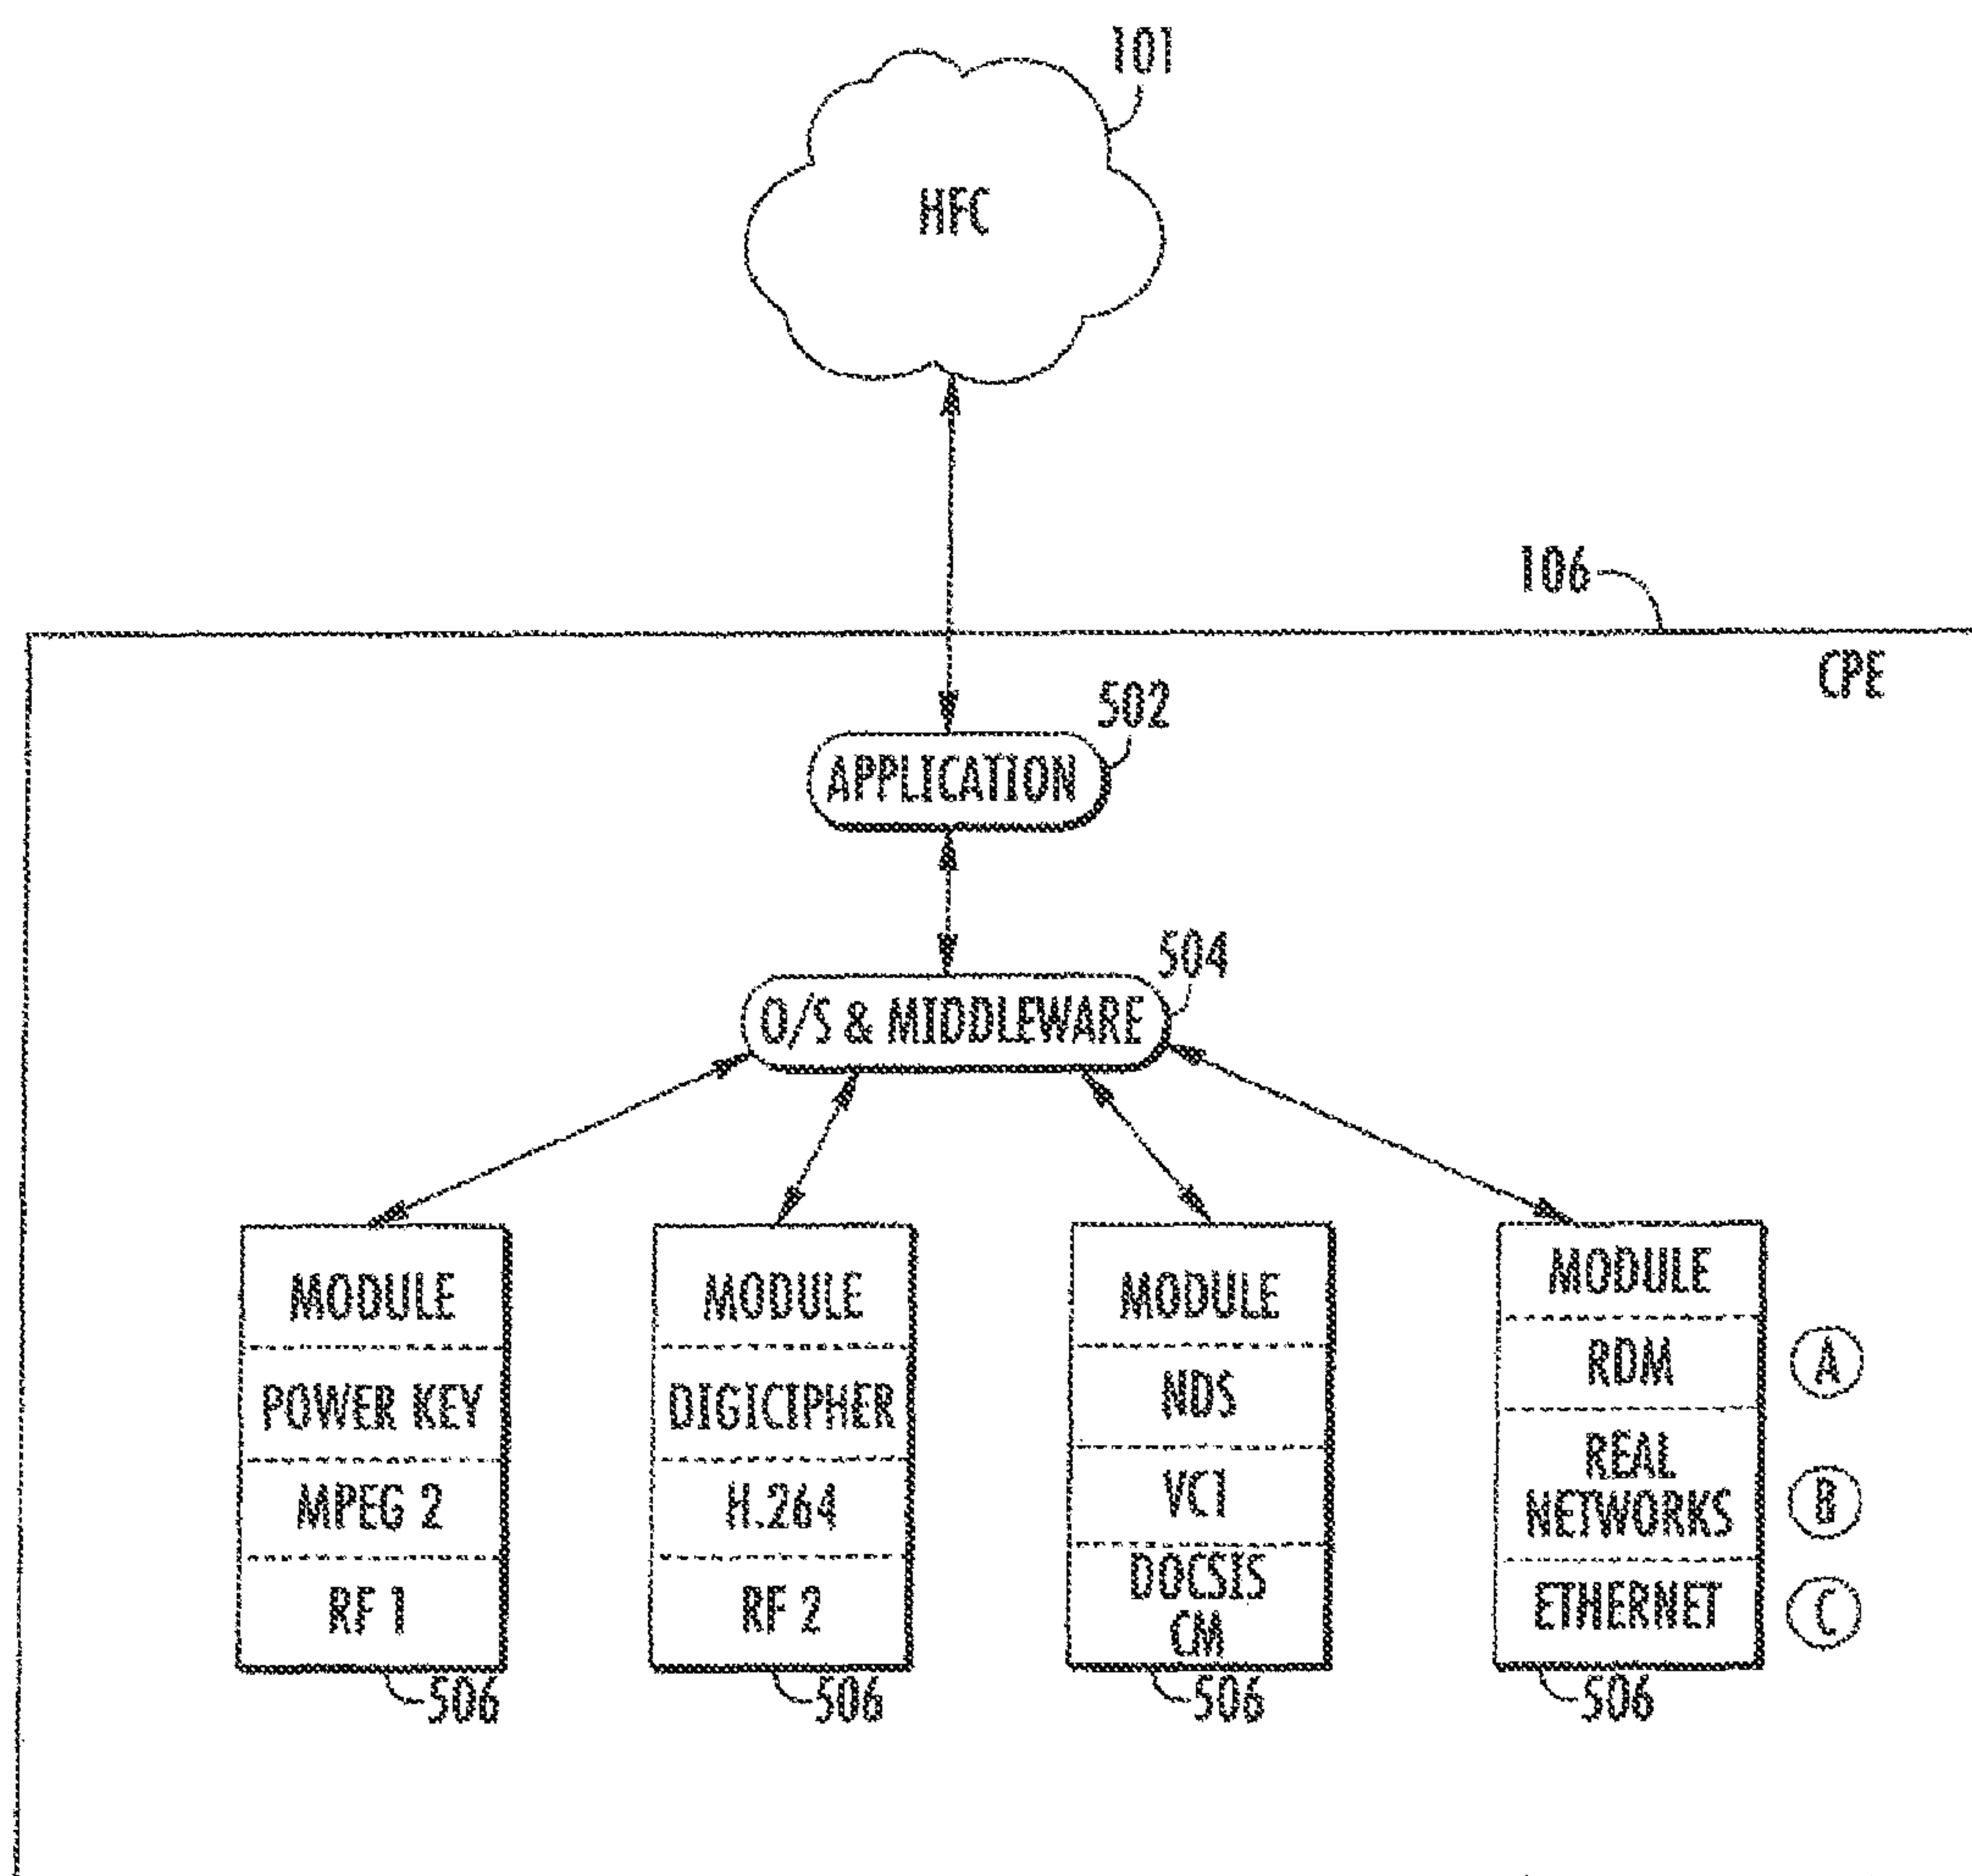 101
HFC
106
CPE
502
APPLICATION
504
O/S & MIDDLEWARE
MODULE
POWER KEY
MPEG 2
RF 1
506
MODULE
DIGICIPHER
H.264
RF 2
506
MODULE
NDS
VC1
DOCSIS
CM
506
MODULE
RDM
REAL
NETWORKS
ETHERNET
506
A
B
C